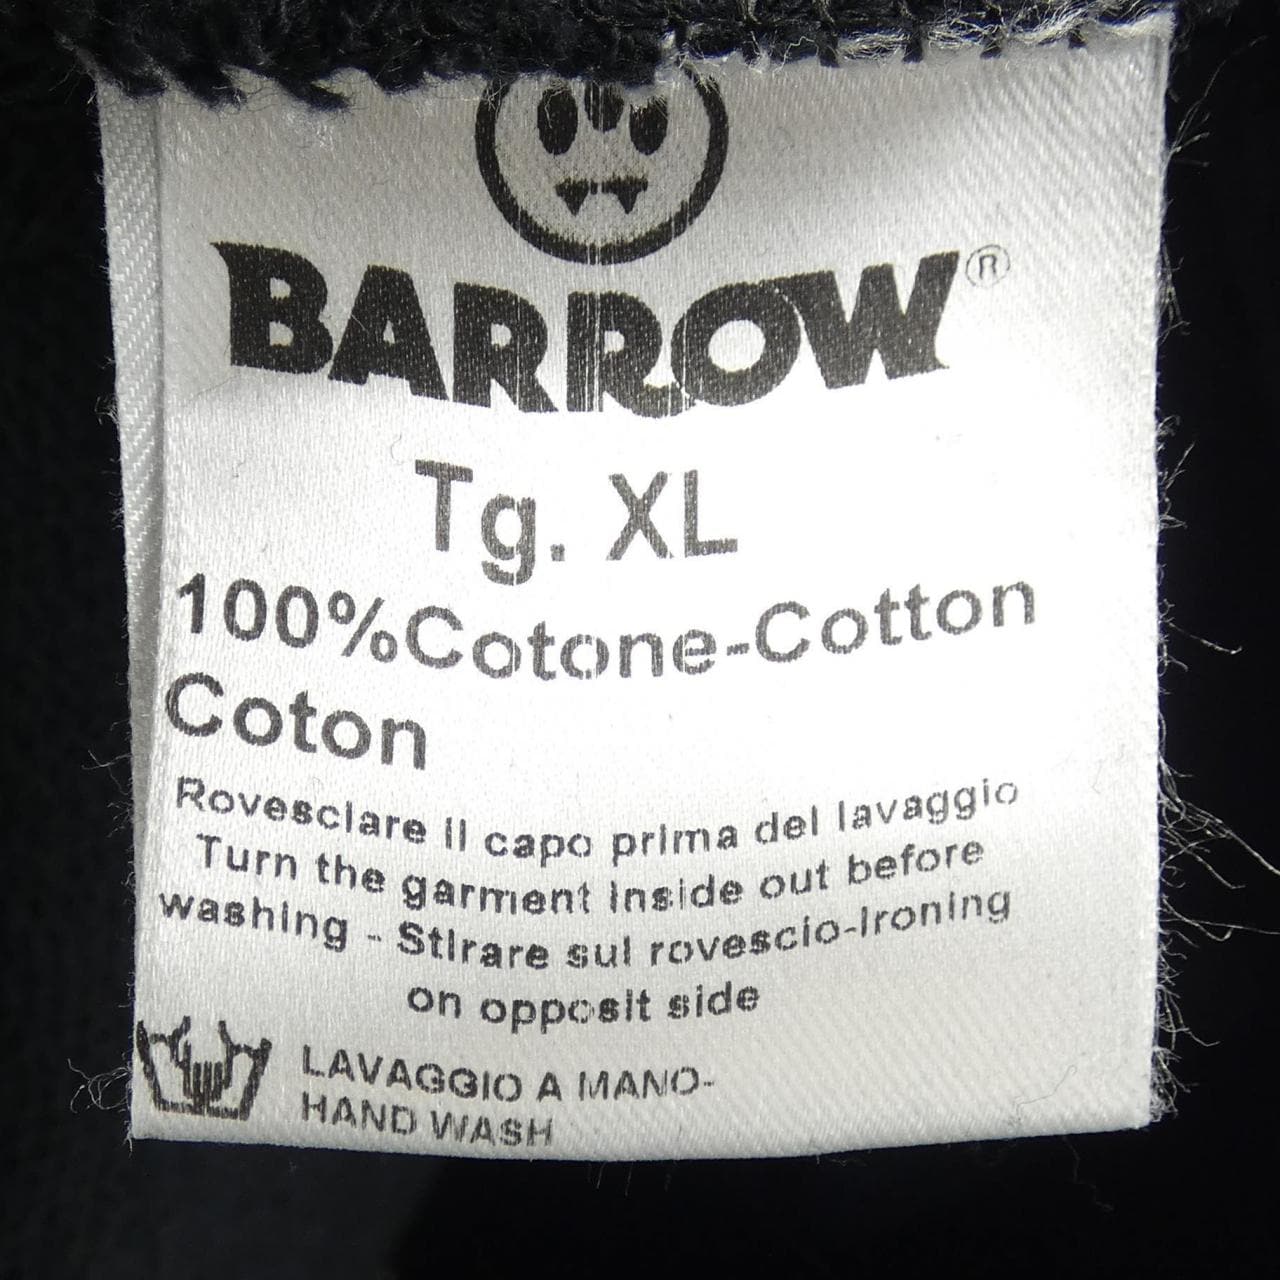 BARROW®
Tg. XL
100%Cotone-Cotton
Coton
Rovesciare il capo prima del lavaggio
Turn the garment inside out before
washing - Stirare sul rovescio-Ironing
on opposit side
LAVAGGIO A MANO-
HAND WASH